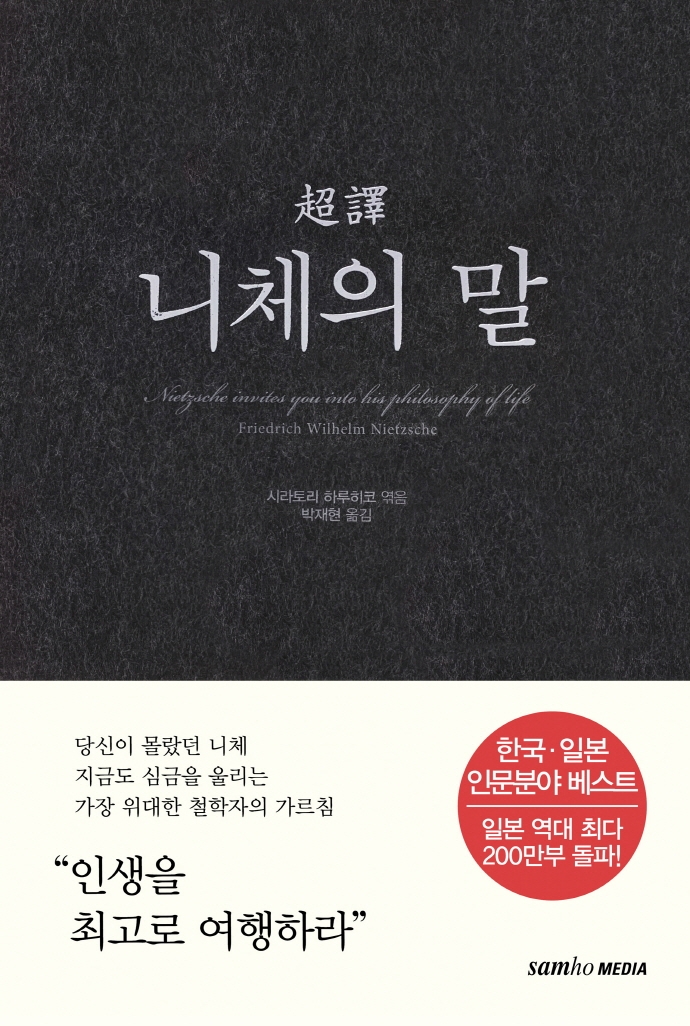 超譯
니체의 말
Nietzsche invites you into his philosophy of life
Friedrich Wilhelm Nietzsche
시라토리 하루히코 엮음
박재현 옮김
당신이 몰랐던 니체
지금도 심금을 울리는
가장 위대한 철학자의 가르침
“인생을
최고로 여행하라”
한국·일본
인문분야 베스트
일본 역대 최다
200만부 돌파!
samho MEDIA